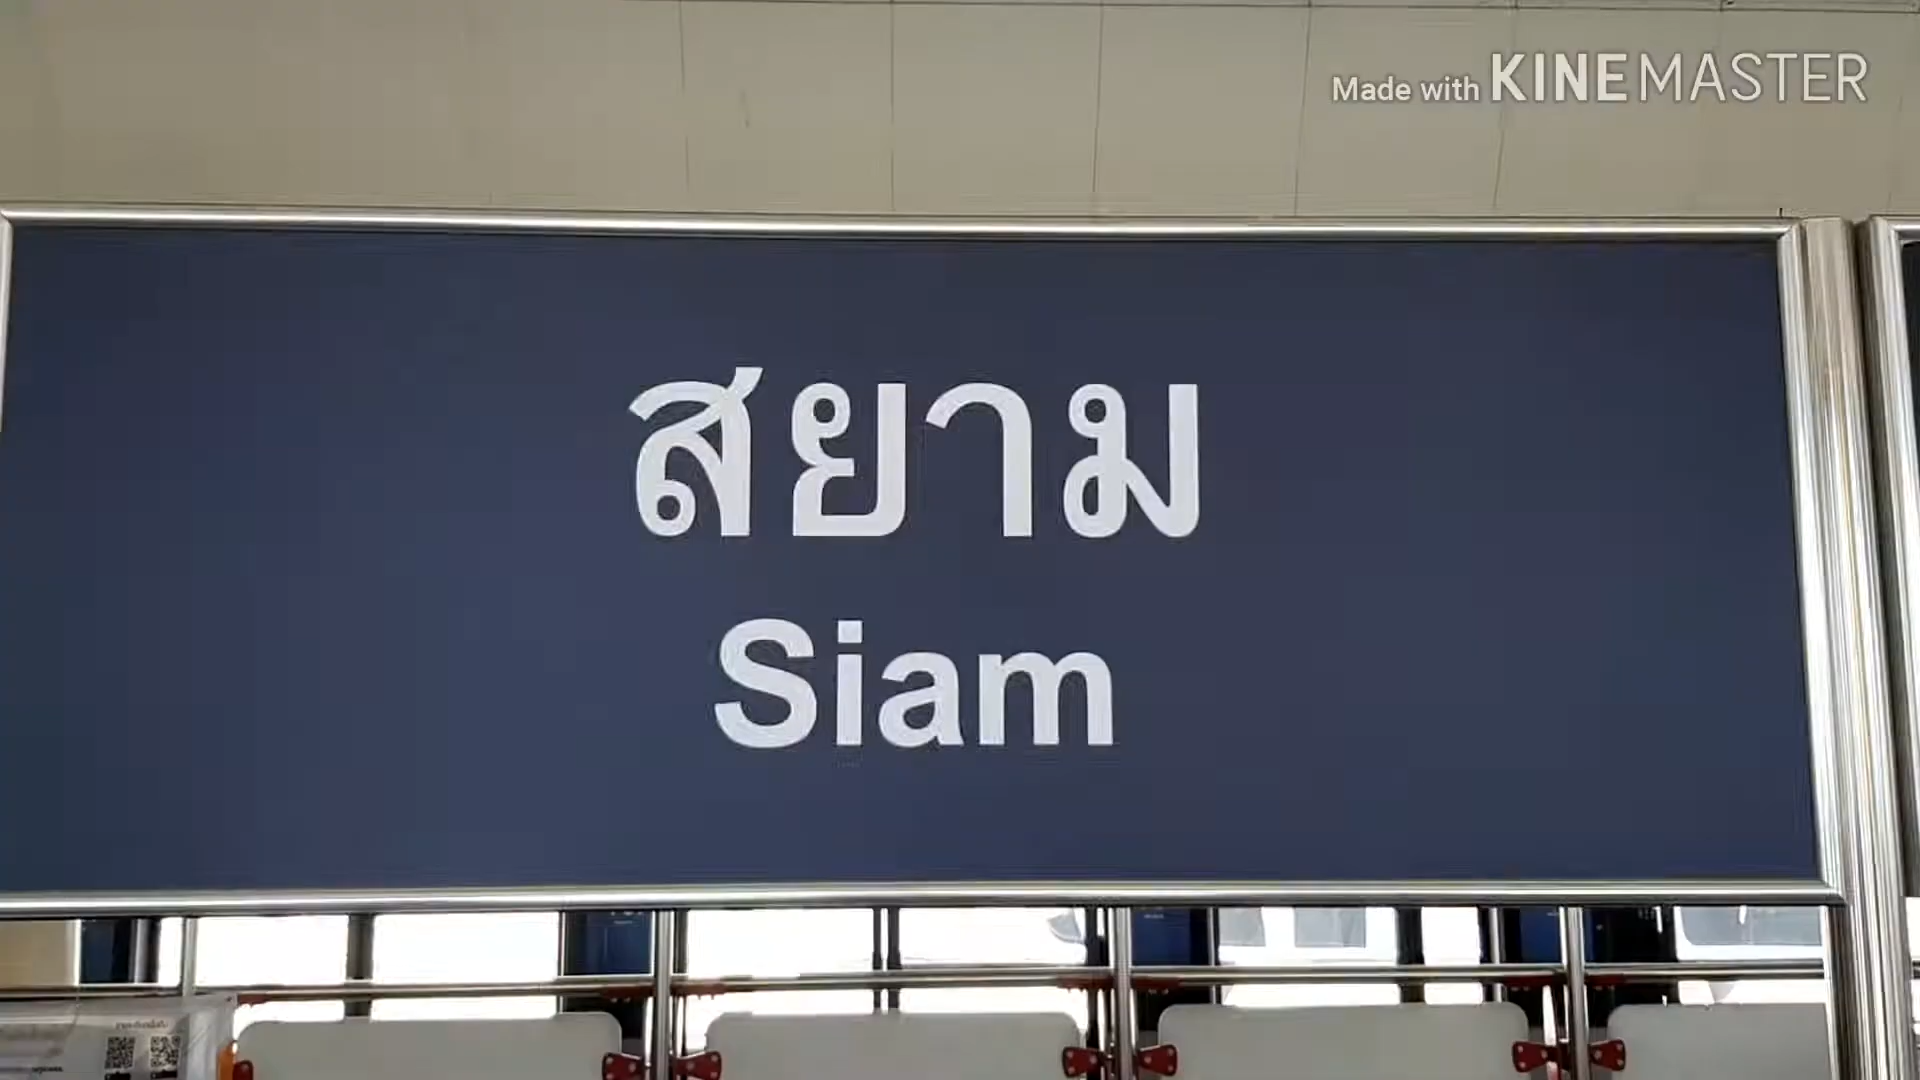 Made with KINEMASTER
สยาม
Siam